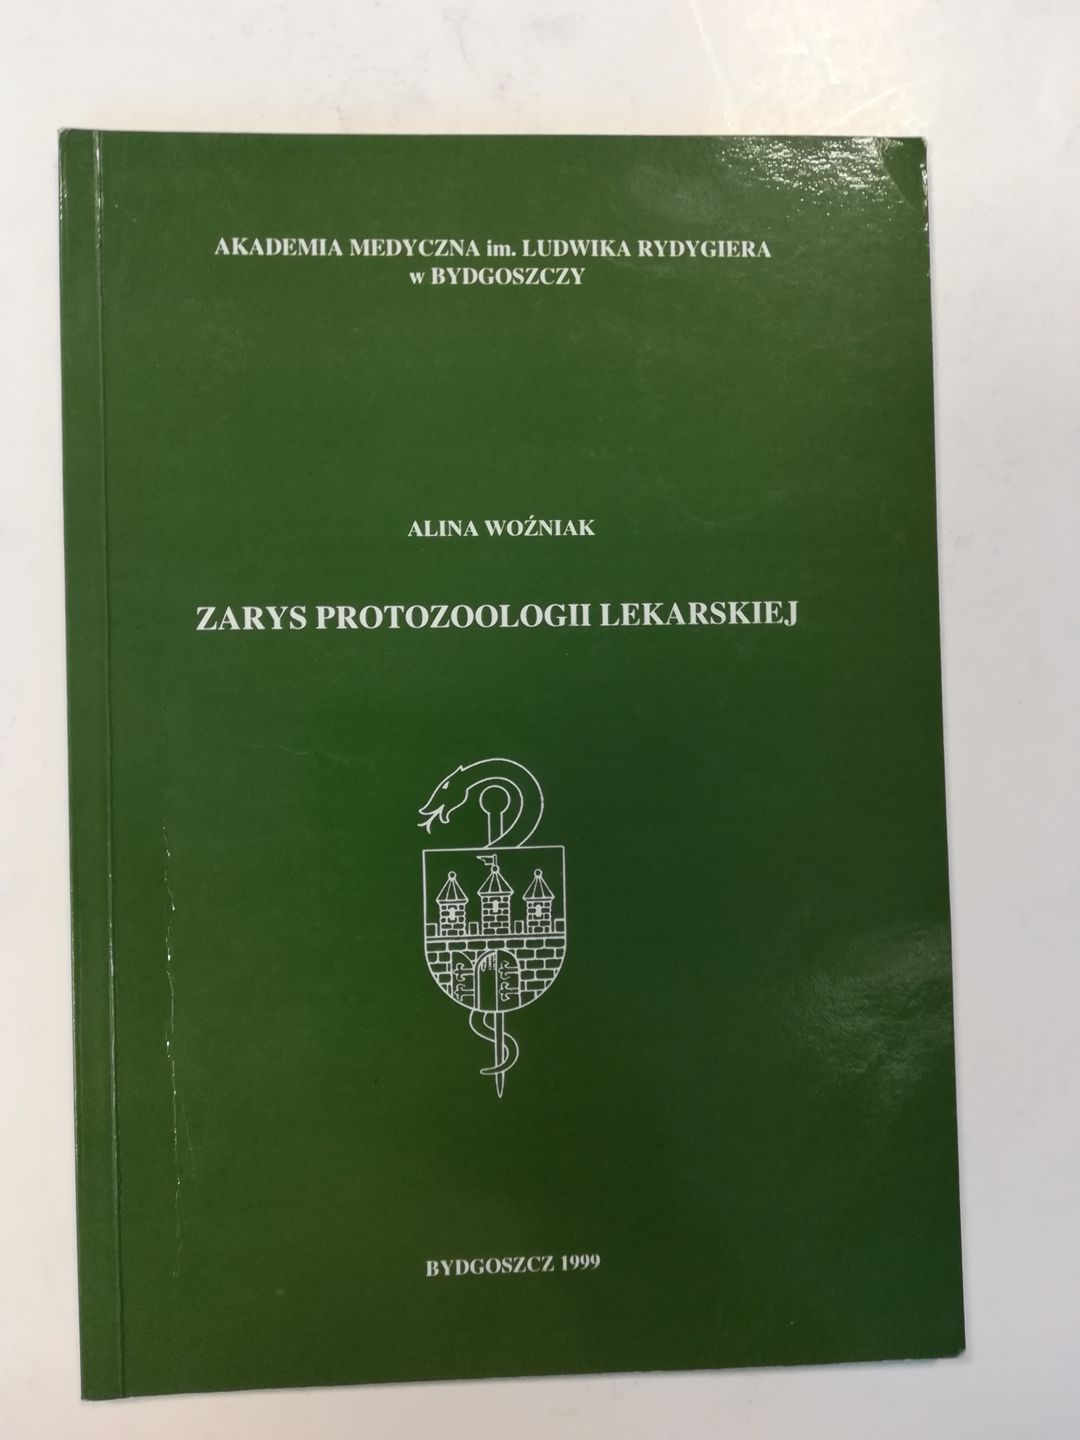 AKADEMIA MEDYCZNA im. LUDWIKA RYDYGIERA
w BYDGOSZCZY
ALINA WOŹNIAK
ZARYS PROTOZOOLOGII LEKARSKIEJ
BYDGOSZCZ 1999